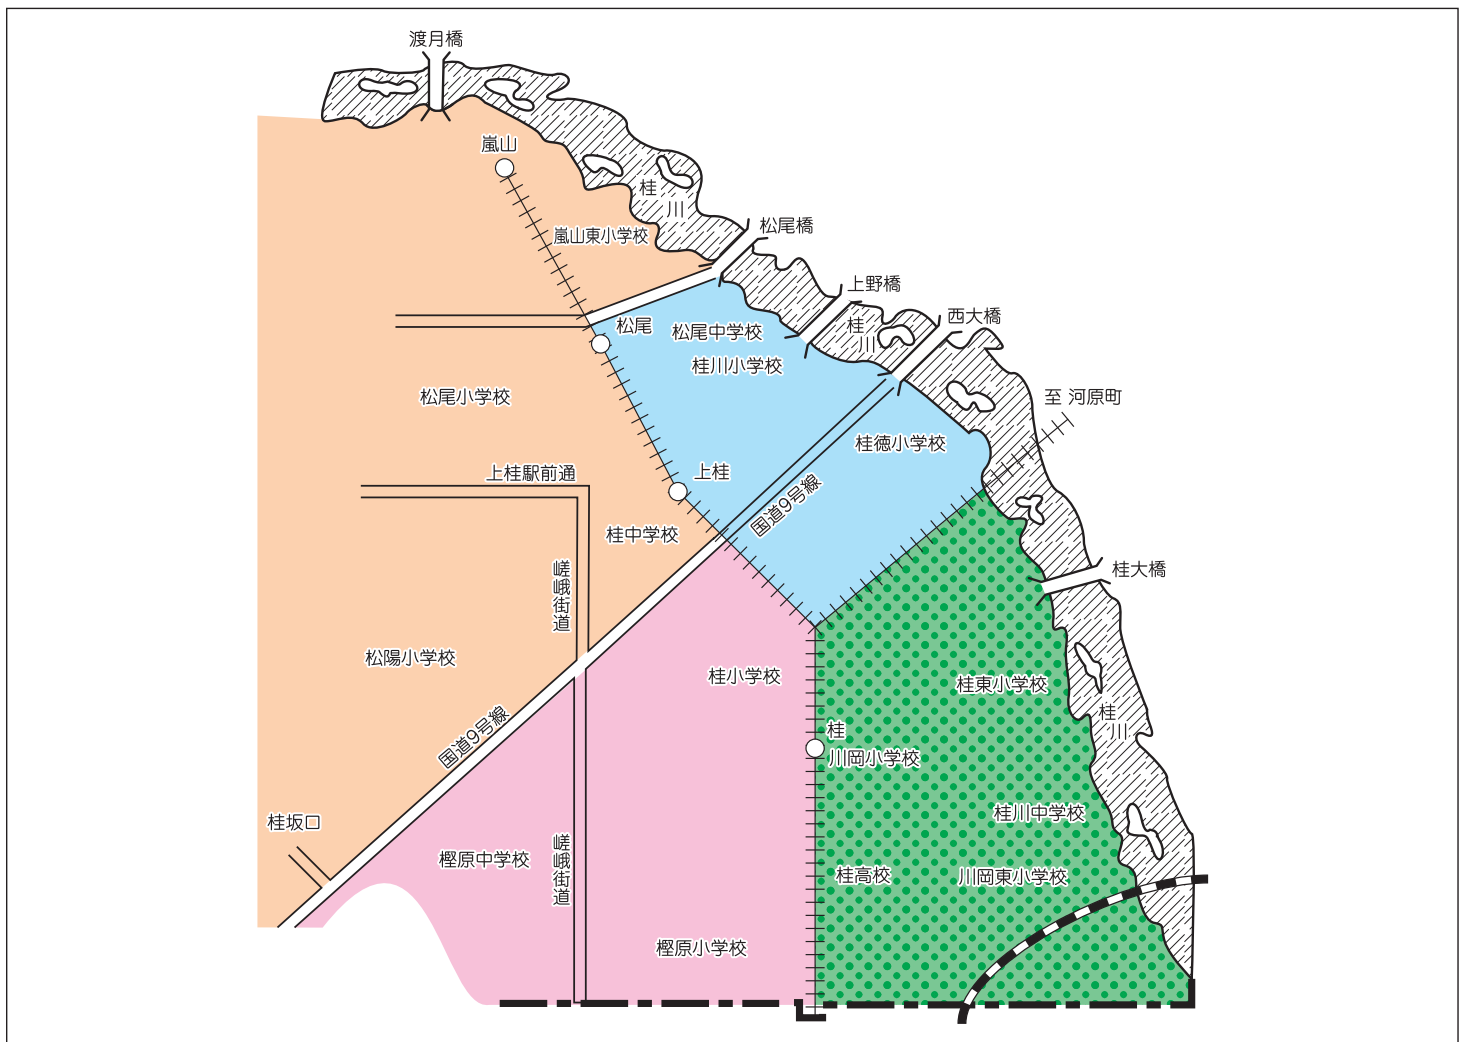 渡月橋
嵐山
桂川
松尾橋
嵐山東小学校
上野橋
松尾
松尾中学校
桂川
西大橋
桂川小学校
松尾小学校
至 河原町
桂徳小学校
上桂駅前通
上桂
国道9号線
桂中学校
嵯峨街道
桂大橋
松陽小学校
桂小学校
桂東小学校
国道9号線
桂
桂川
川岡小学校
桂坂口
桂川中学校
樫原中学校
嵯峨街道
桂高校
川岡東小学校
樫原小学校